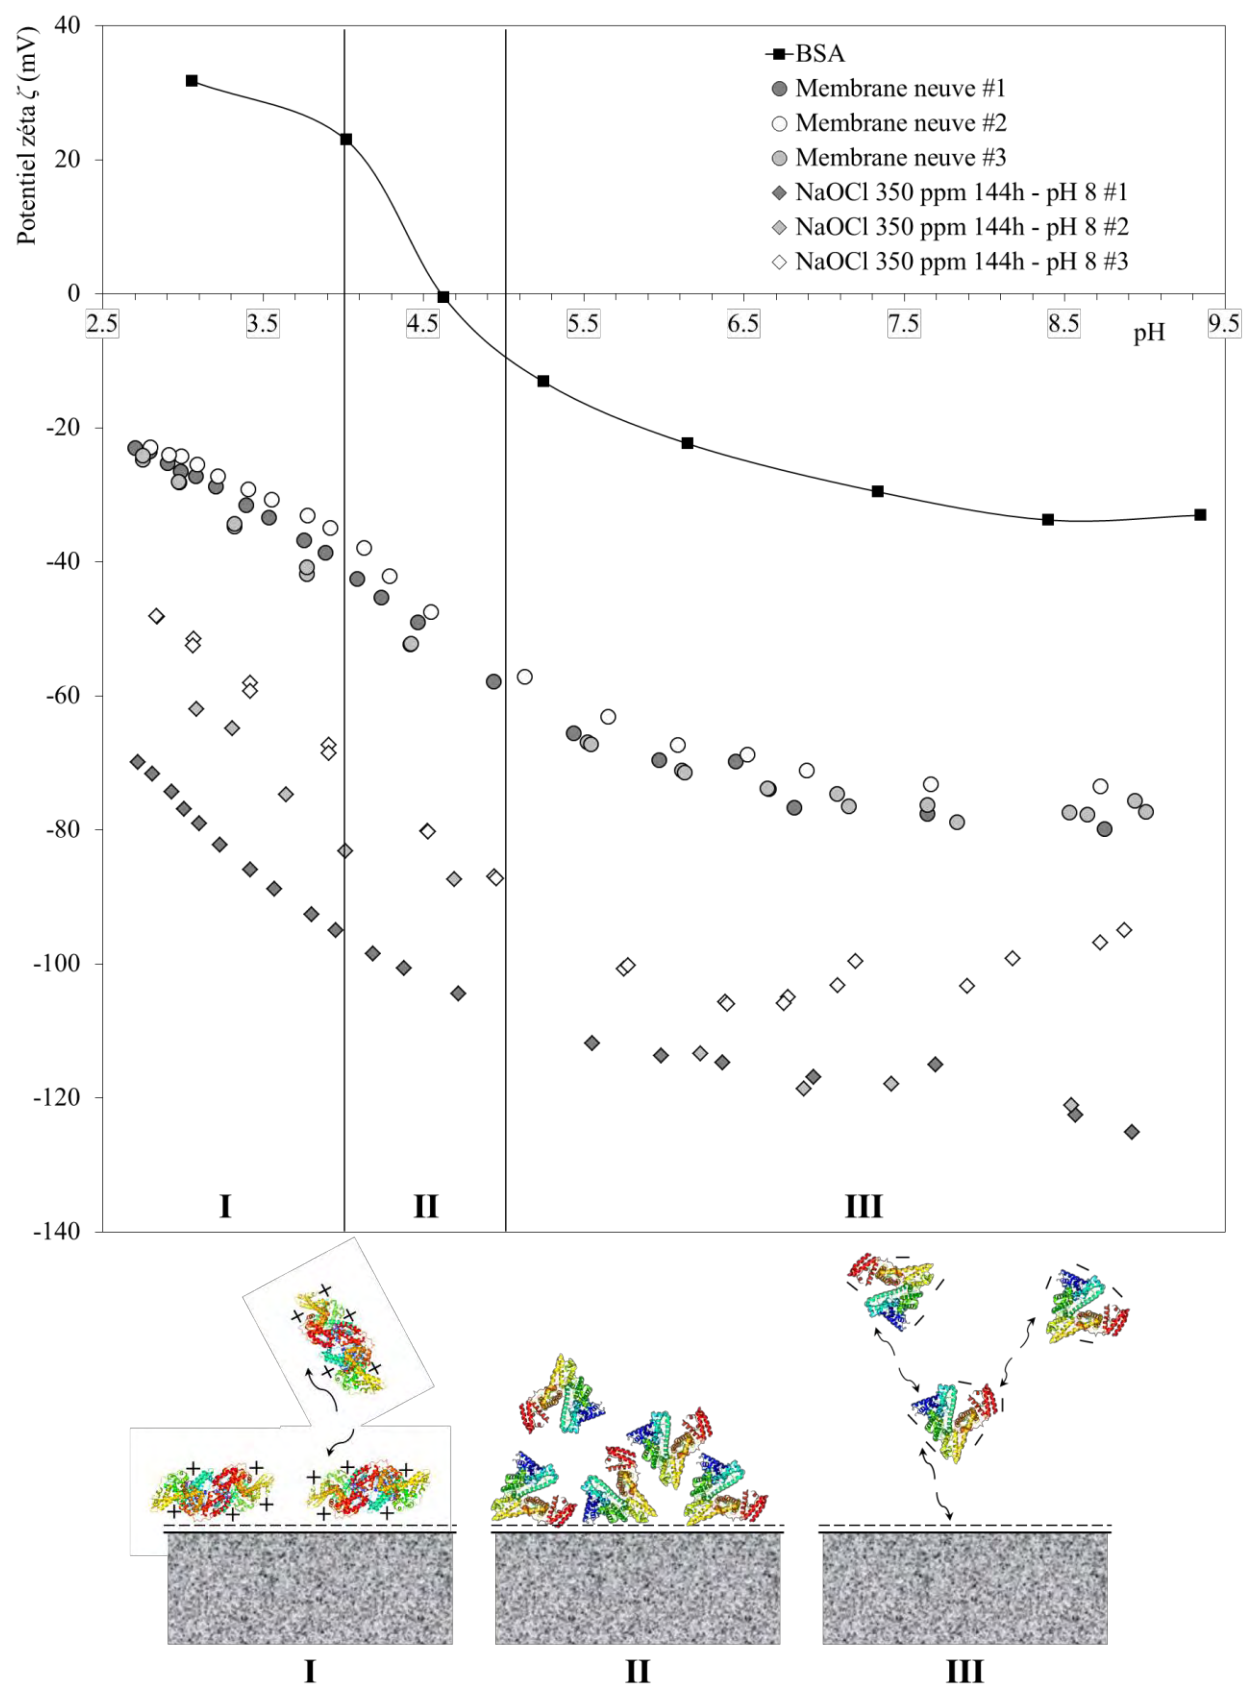 40
Potentiel zéta ζ (mV)
BSA
Membrane neuve #1
Membrane neuve #2
Membrane neuve #3
NaOCl 350 ppm 144h - pH 8 #1
NaOCl 350 ppm 144h - pH 8 #2
NaOCl 350 ppm 144h - pH 8 #3
20
0
2.5 3.5 4.5 5.5 6.5 7.5 8.5 pH 9.5
-20
-40
-60
-80
-100
-120
I II III
-140
I II III